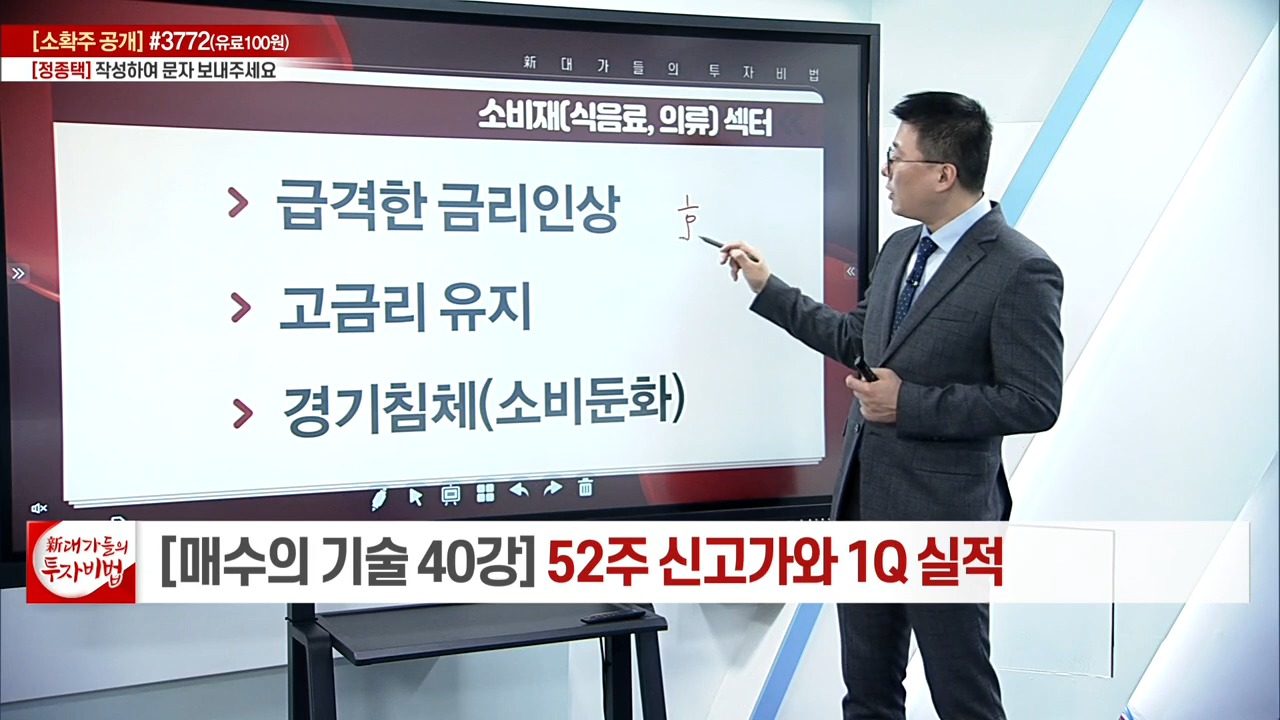 [소확주 공개] #3772(유료100원)
[정종택] 작성하여 문자 보내주세요
新 대가들의 투자비법
소비재(식음료, 의류) 섹터
급격한 금리인상
고금리 유지
경기침체(소비둔화)
新대가들의
투자비법
[매수의 기술 40강] 52주 신고가와 1Q 실적